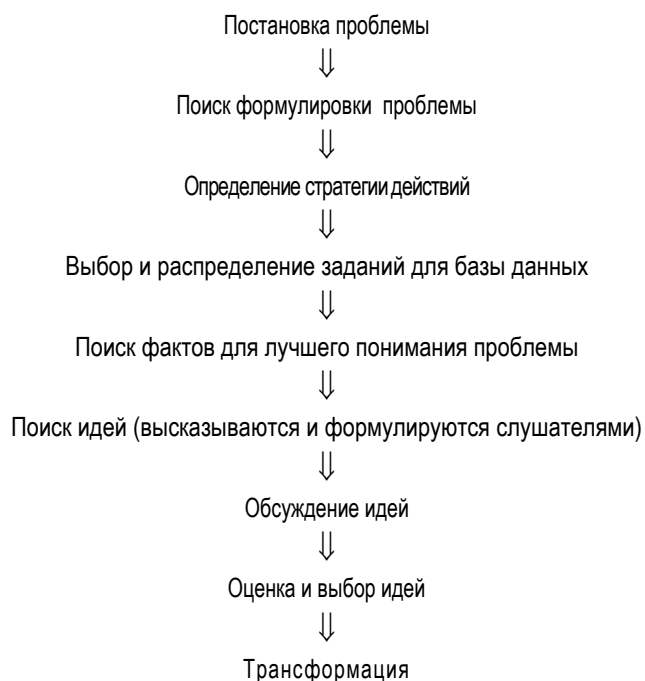 Постановка проблемы
⇓
Поиск формулировки проблемы
⇓
Определение стратегии действий
⇓
Выбор и распределение заданий для базы данных
⇓
Поиск фактов для лучшего понимания проблемы
⇓
Поиск идей (высказываются и формулируются слушателями)
⇓
Обсуждение идей
⇓
Оценка и выбор идей
⇓
Трансформация